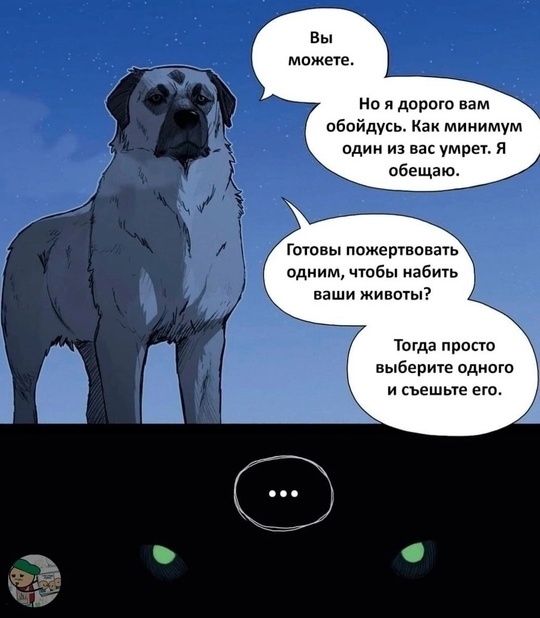 Вы
можете.
Но я дорого вам
обойдусь. Как минимум
один из вас умрет. Я
обещаю.
Готовы пожертвовать
одним, чтобы набить
ваши животы?
Тогда просто
выберите одного
и съешьте его.
...